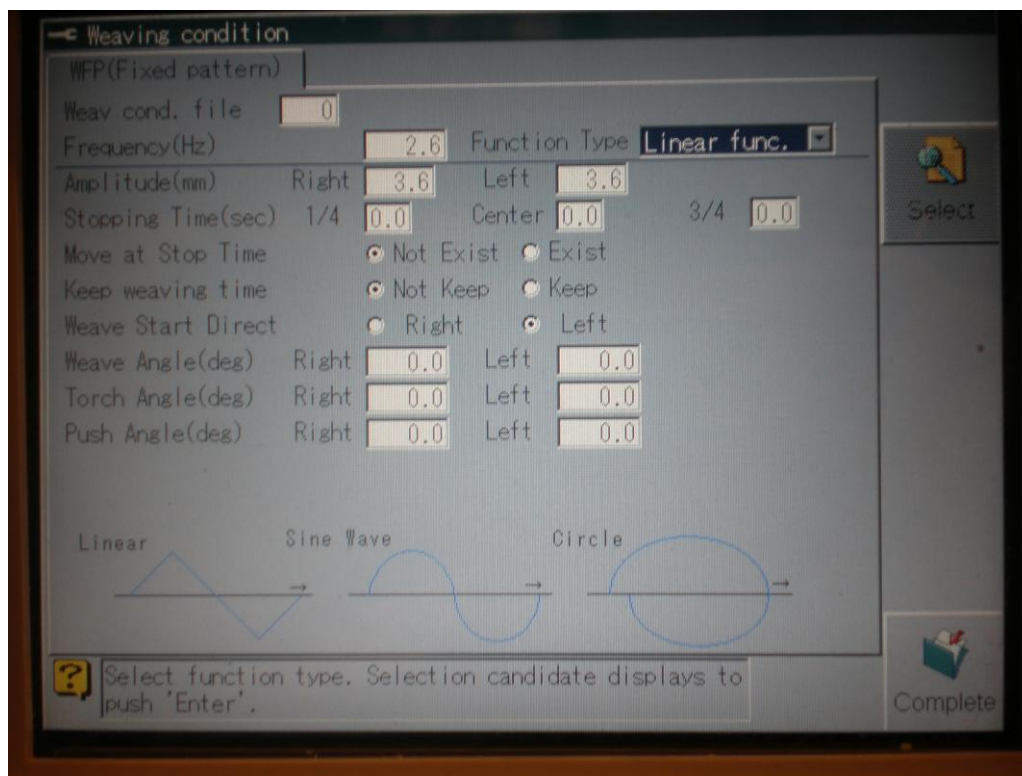 Weaving condition
WFP(Fixed pattern)
Weav cond. file 0
Frequency(Hz) 2.6 Function Type Linear func.
Amplitude(mm) Right 3.6 Left 3.6
Stopping Time(sec) 1/4 0.0 Center 0.0 3/4 0.0
Move at Stop Time Not Exist Exist
Keep weaving time Not Keep Keep
Weave Start Direct Right Left
Weave Angle(deg) Right 0.0 Left 0.0
Torch Angle(deg) Right 0.0 Left 0.0
Push Angle(deg) Right 0.0 Left 0.0
Linear Sine Wave Circle
Select function type. Selection candidate displays to
push 'Enter'.
Select
Complete